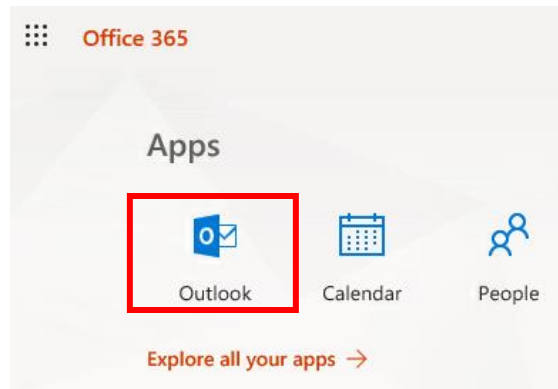 Office 365
Apps
Outlook Calendar People
Explore all your apps →